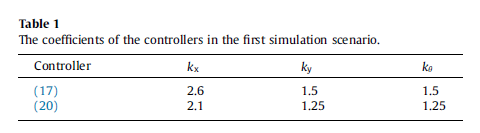 Table 1
The coefficients of the controllers in the first simulation scenario.
Controller kx ky kθ
(17) 2.6 1.5 1.5
(20) 2.1 1.25 1.25